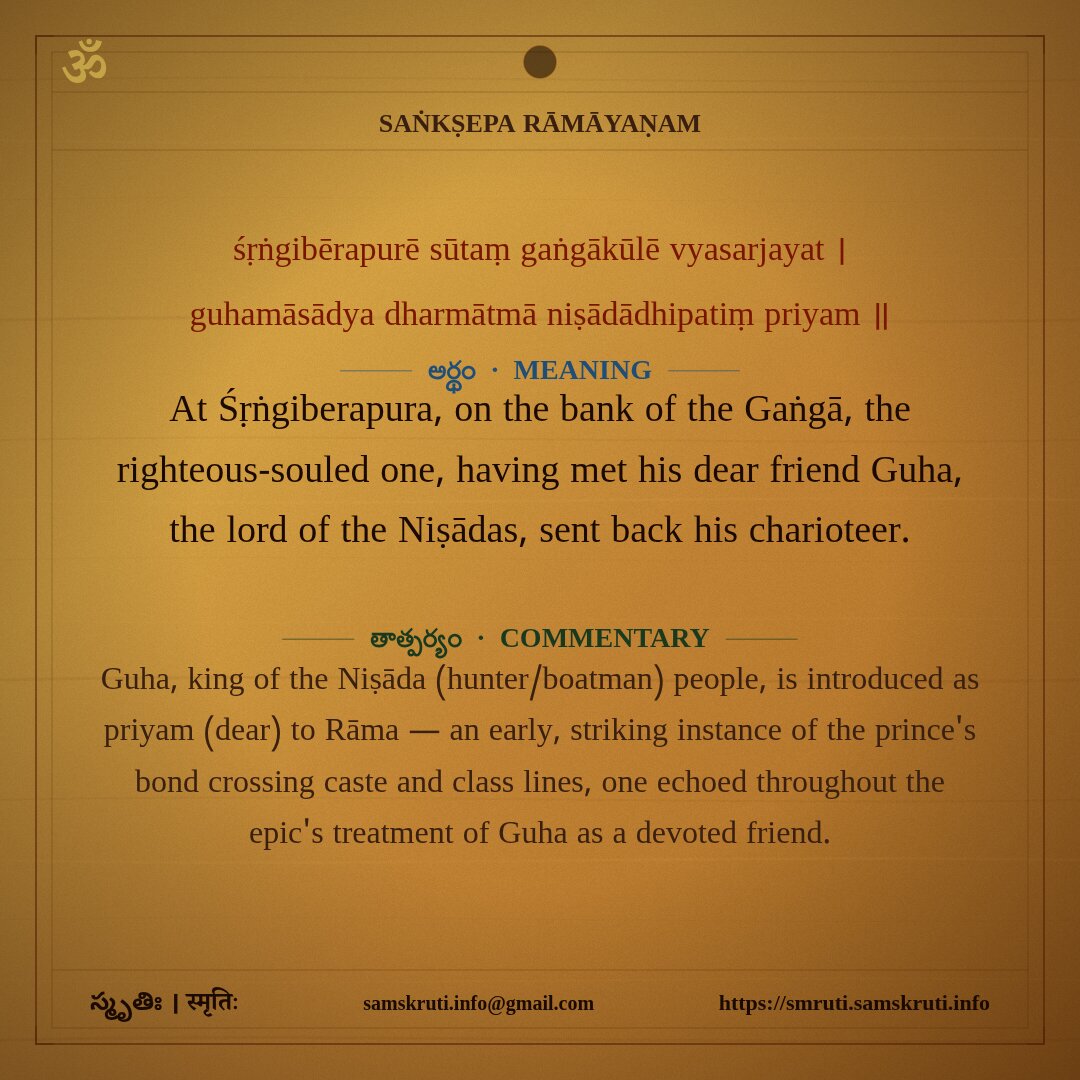 ॐ
SAṄKṢEPA RĀMĀYAṆAM
śṛṅgibērapurē sūtaṃ gaṅgākūlē vyasarjayat |
guhamāsādya dharmātmā niṣādādhipatiṃ priyam ||
అర్థం · MEANING
At Śṛṅgiberapura, on the bank of the Gaṅgā, the
righteous-souled one, having met his dear friend Guha,
the lord of the Niṣādas, sent back his charioteer.
తాత్పర్యం · COMMENTARY
Guha, king of the Niṣāda (hunter/boatman) people, is introduced as
priyam (dear) to Rāma — an early, striking instance of the prince's
bond crossing caste and class lines, one echoed throughout the
epic's treatment of Guha as a devoted friend.
స్మృతిః | स्मृतिः samskruti.info@gmail.com https://smruti.samskruti.info